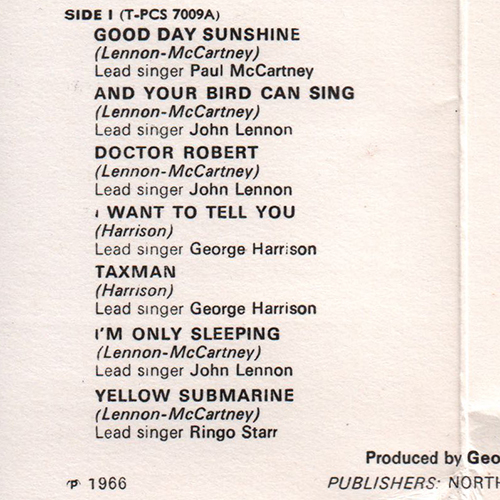 SIDE 1 (T-PCS 7009A)
GOOD DAY SUNSHINE
(Lennon-McCartney)
Lead singer Paul McCartney
AND YOUR BIRD CAN SING
(Lennon-McCartney)
Lead singer John Lennon
DOCTOR ROBERT
(Lennon-McCartney)
Lead singer John Lennon
I WANT TO TELL YOU
(Harrison)
Lead singer George Harrison
TAXMAN
(Harrison)
Lead singer George Harrison
I'M ONLY SLEEPING
(Lennon-McCartney)
Lead singer John Lennon
YELLOW SUBMARINE
(Lennon-McCartney)
Lead singer Ringo Starr
Produced by Geo
℗ 1966 PUBLISHERS: NORTH